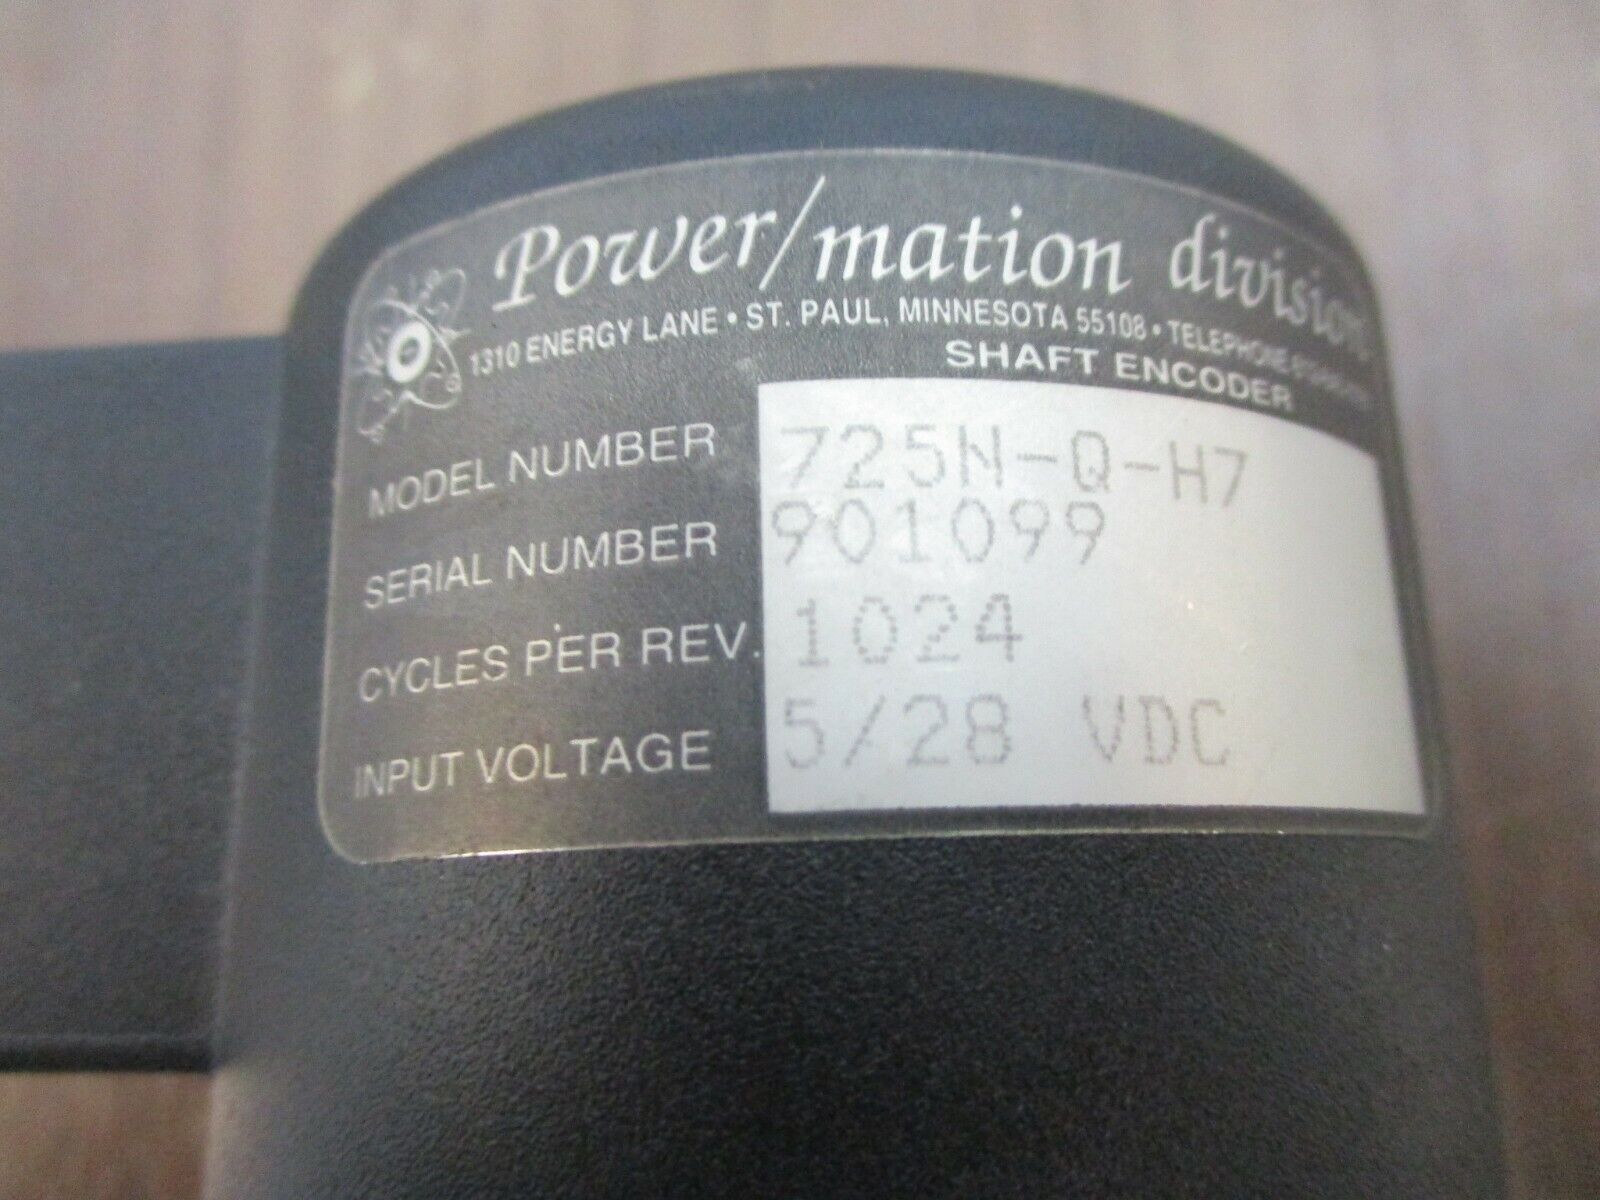 Power/mation division
1310 ENERGY LANE • ST. PAUL, MINNESOTA 55108 • TELEPHONE
SHAFT ENCODER
MODEL NUMBER 725N-Q-H7
SERIAL NUMBER 901099
CYCLES PER REV. 1024
INPUT VOLTAGE 5/28 VDC